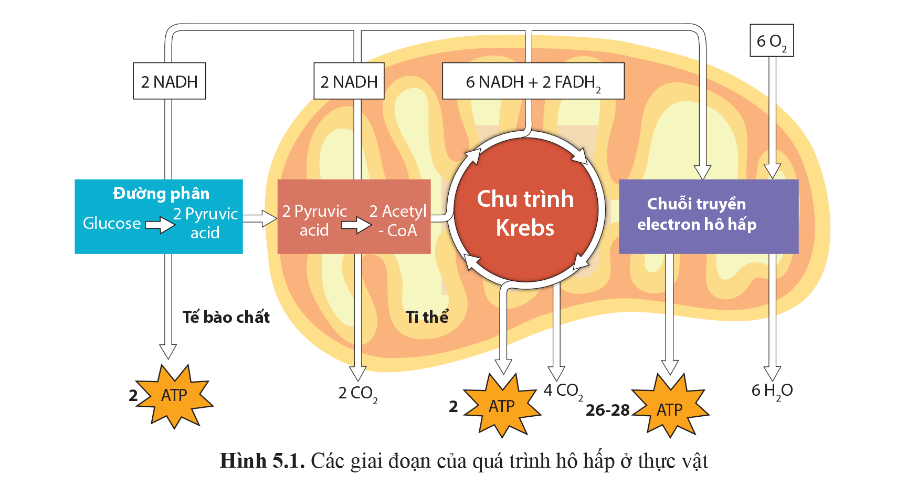 6 O₂
2 NADH
2 NADH
6 NADH + 2 FADH₂
Đường phân
Glucose
2 Pyruvic
acid
2 Pyruvic
acid
2 Acetyl
- CoA
Chu trình
Krebs
Chuỗi truyền
electron hô hấp
Tế bào chất
Ti thể
2 ATP
2 CO₂
2 ATP
4 CO₂
26-28 ATP
6 H₂O
Hình 5.1. Các giai đoạn của quá trình hô hấp ở thực vật